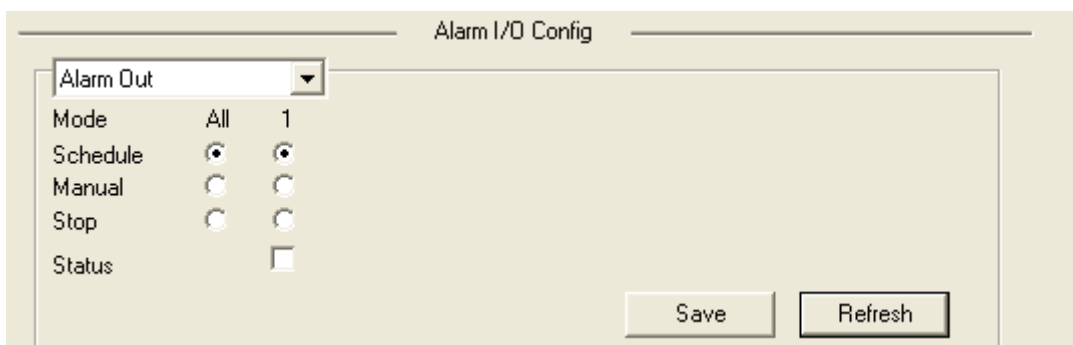 Alarm I/O Config
Alarm Out
Mode All 1
Schedule
Manual
Stop
Status
Save Refresh